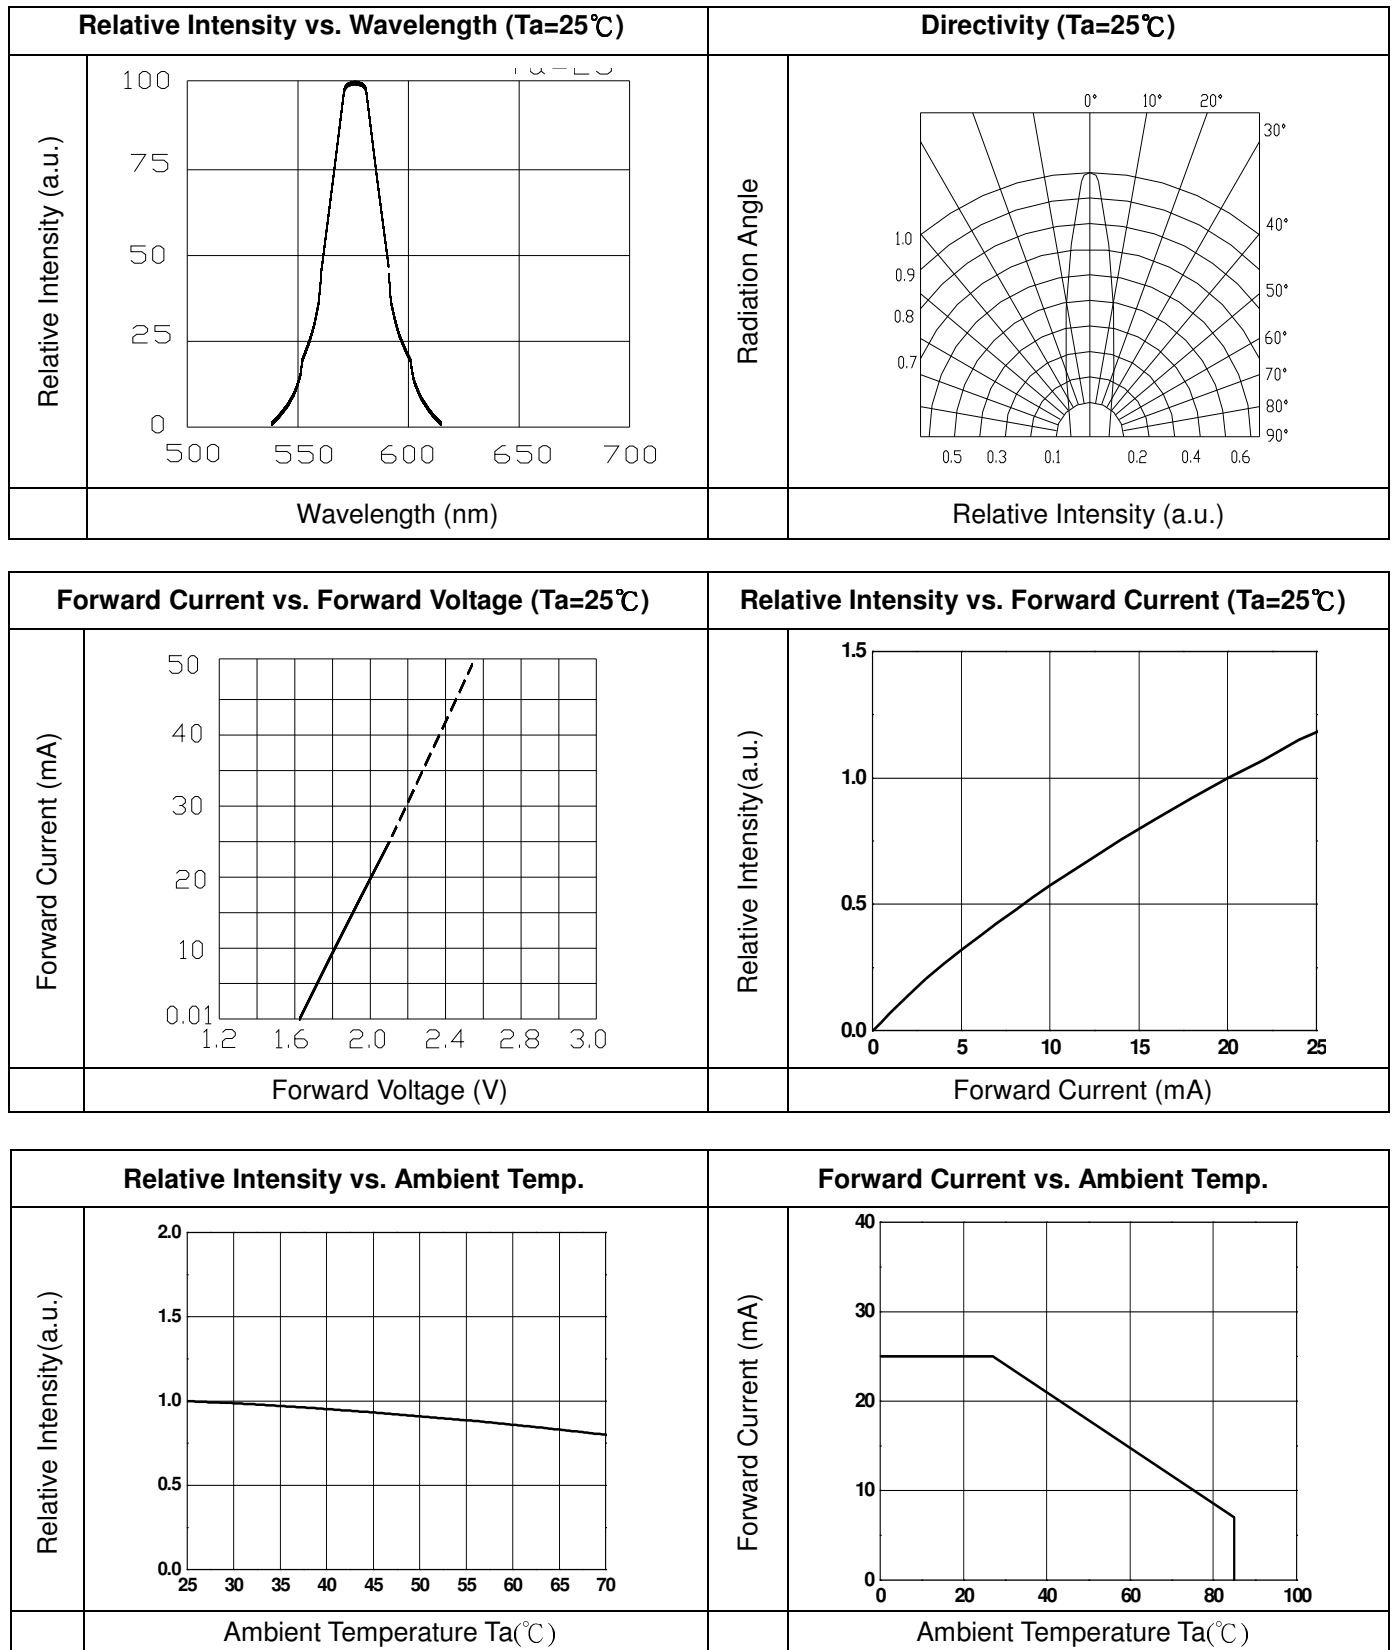 Relative Intensity vs. Wavelength (Ta=25℃)
Relative Intensity (a.u.)
100
75
50
25
0
500 550 600 650 700
Wavelength (nm)
Directivity (Ta=25℃)
Radiation Angle
0° 10° 20°
30°
40°
50°
60°
70°
80°
90°
1.0
0.9
0.8
0.7
0.5 0.3 0.1 0.2 0.4 0.6
Relative Intensity (a.u.)
Forward Current vs. Forward Voltage (Ta=25℃)
Forward Current (mA)
50
40
30
20
10
0.01
1.2 1.6 2.0 2.4 2.8 3.0
Forward Voltage (V)
Relative Intensity vs. Forward Current (Ta=25℃)
Relative Intensity(a.u.)
1.5
1.0
0.5
0.0
0 5 10 15 20 25
Forward Current (mA)
Relative Intensity vs. Ambient Temp.
Relative Intensity(a.u.)
2.0
1.5
1.0
0.5
0.0
25 30 35 40 45 50 55 60 65 70
Ambient Temperature Ta(℃)
Forward Current vs. Ambient Temp.
Forward Current (mA)
40
30
20
10
0
0 20 40 60 80 100
Ambient Temperature Ta(℃)